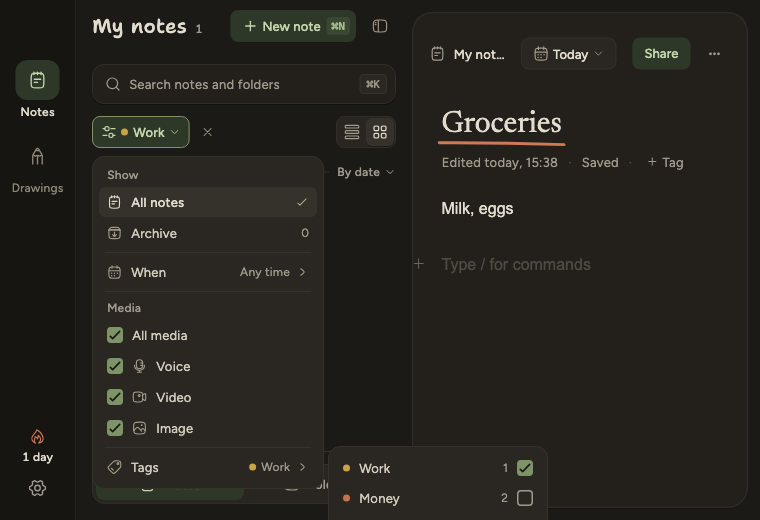 My notes 1
+ New note ⌘N
Search notes and folders ⌘K
Work
Notes
Drawings
By date
Show
All notes
Archive 0
When Any time
Media
All media
Voice
Video
Image
Tags Work
1 day
Work 1
Money 2
My not...
Today
Share
Groceries
Edited today, 15:38 · Saved · + Tag
Milk, eggs
Type / for commands